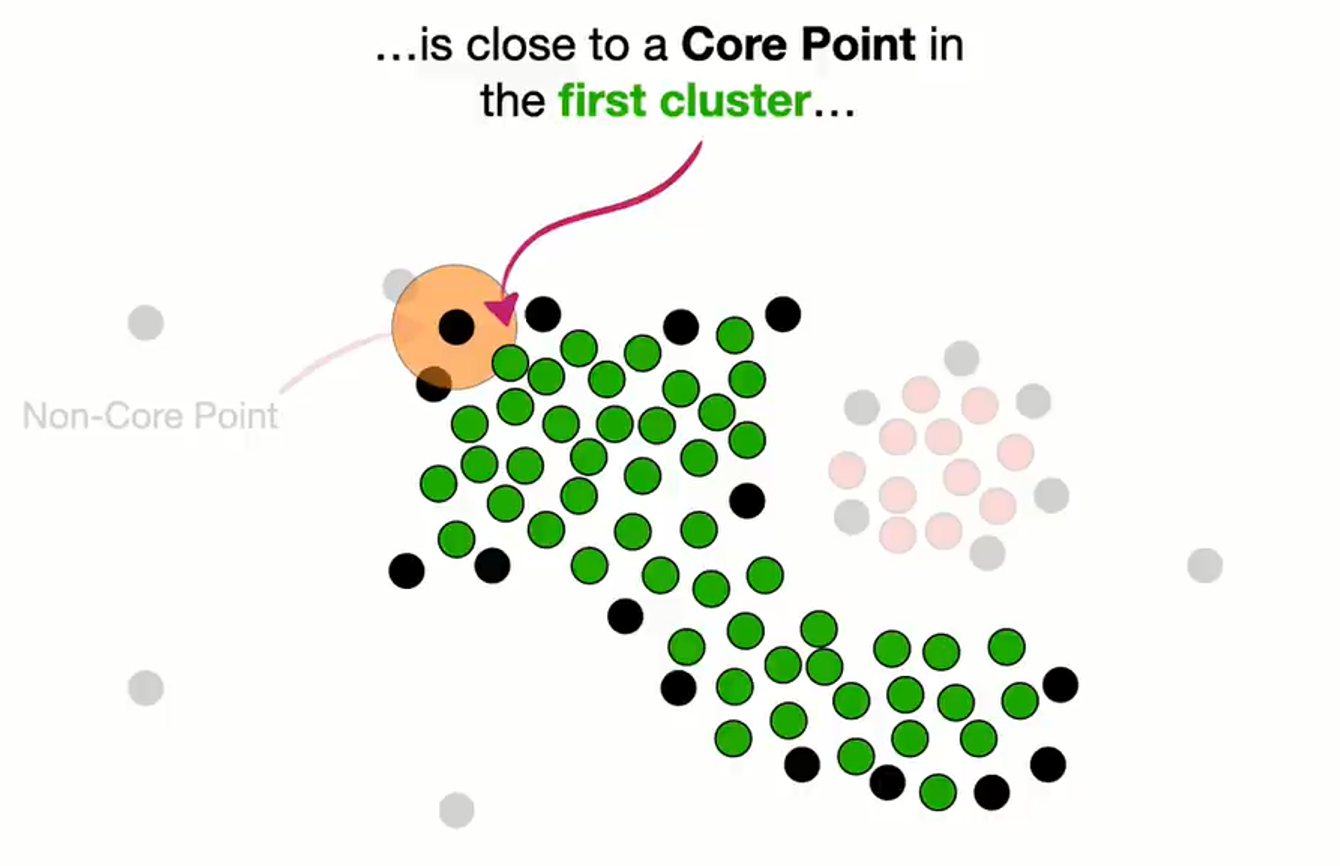 …is close to a Core Point in
the first cluster…
Non-Core Point